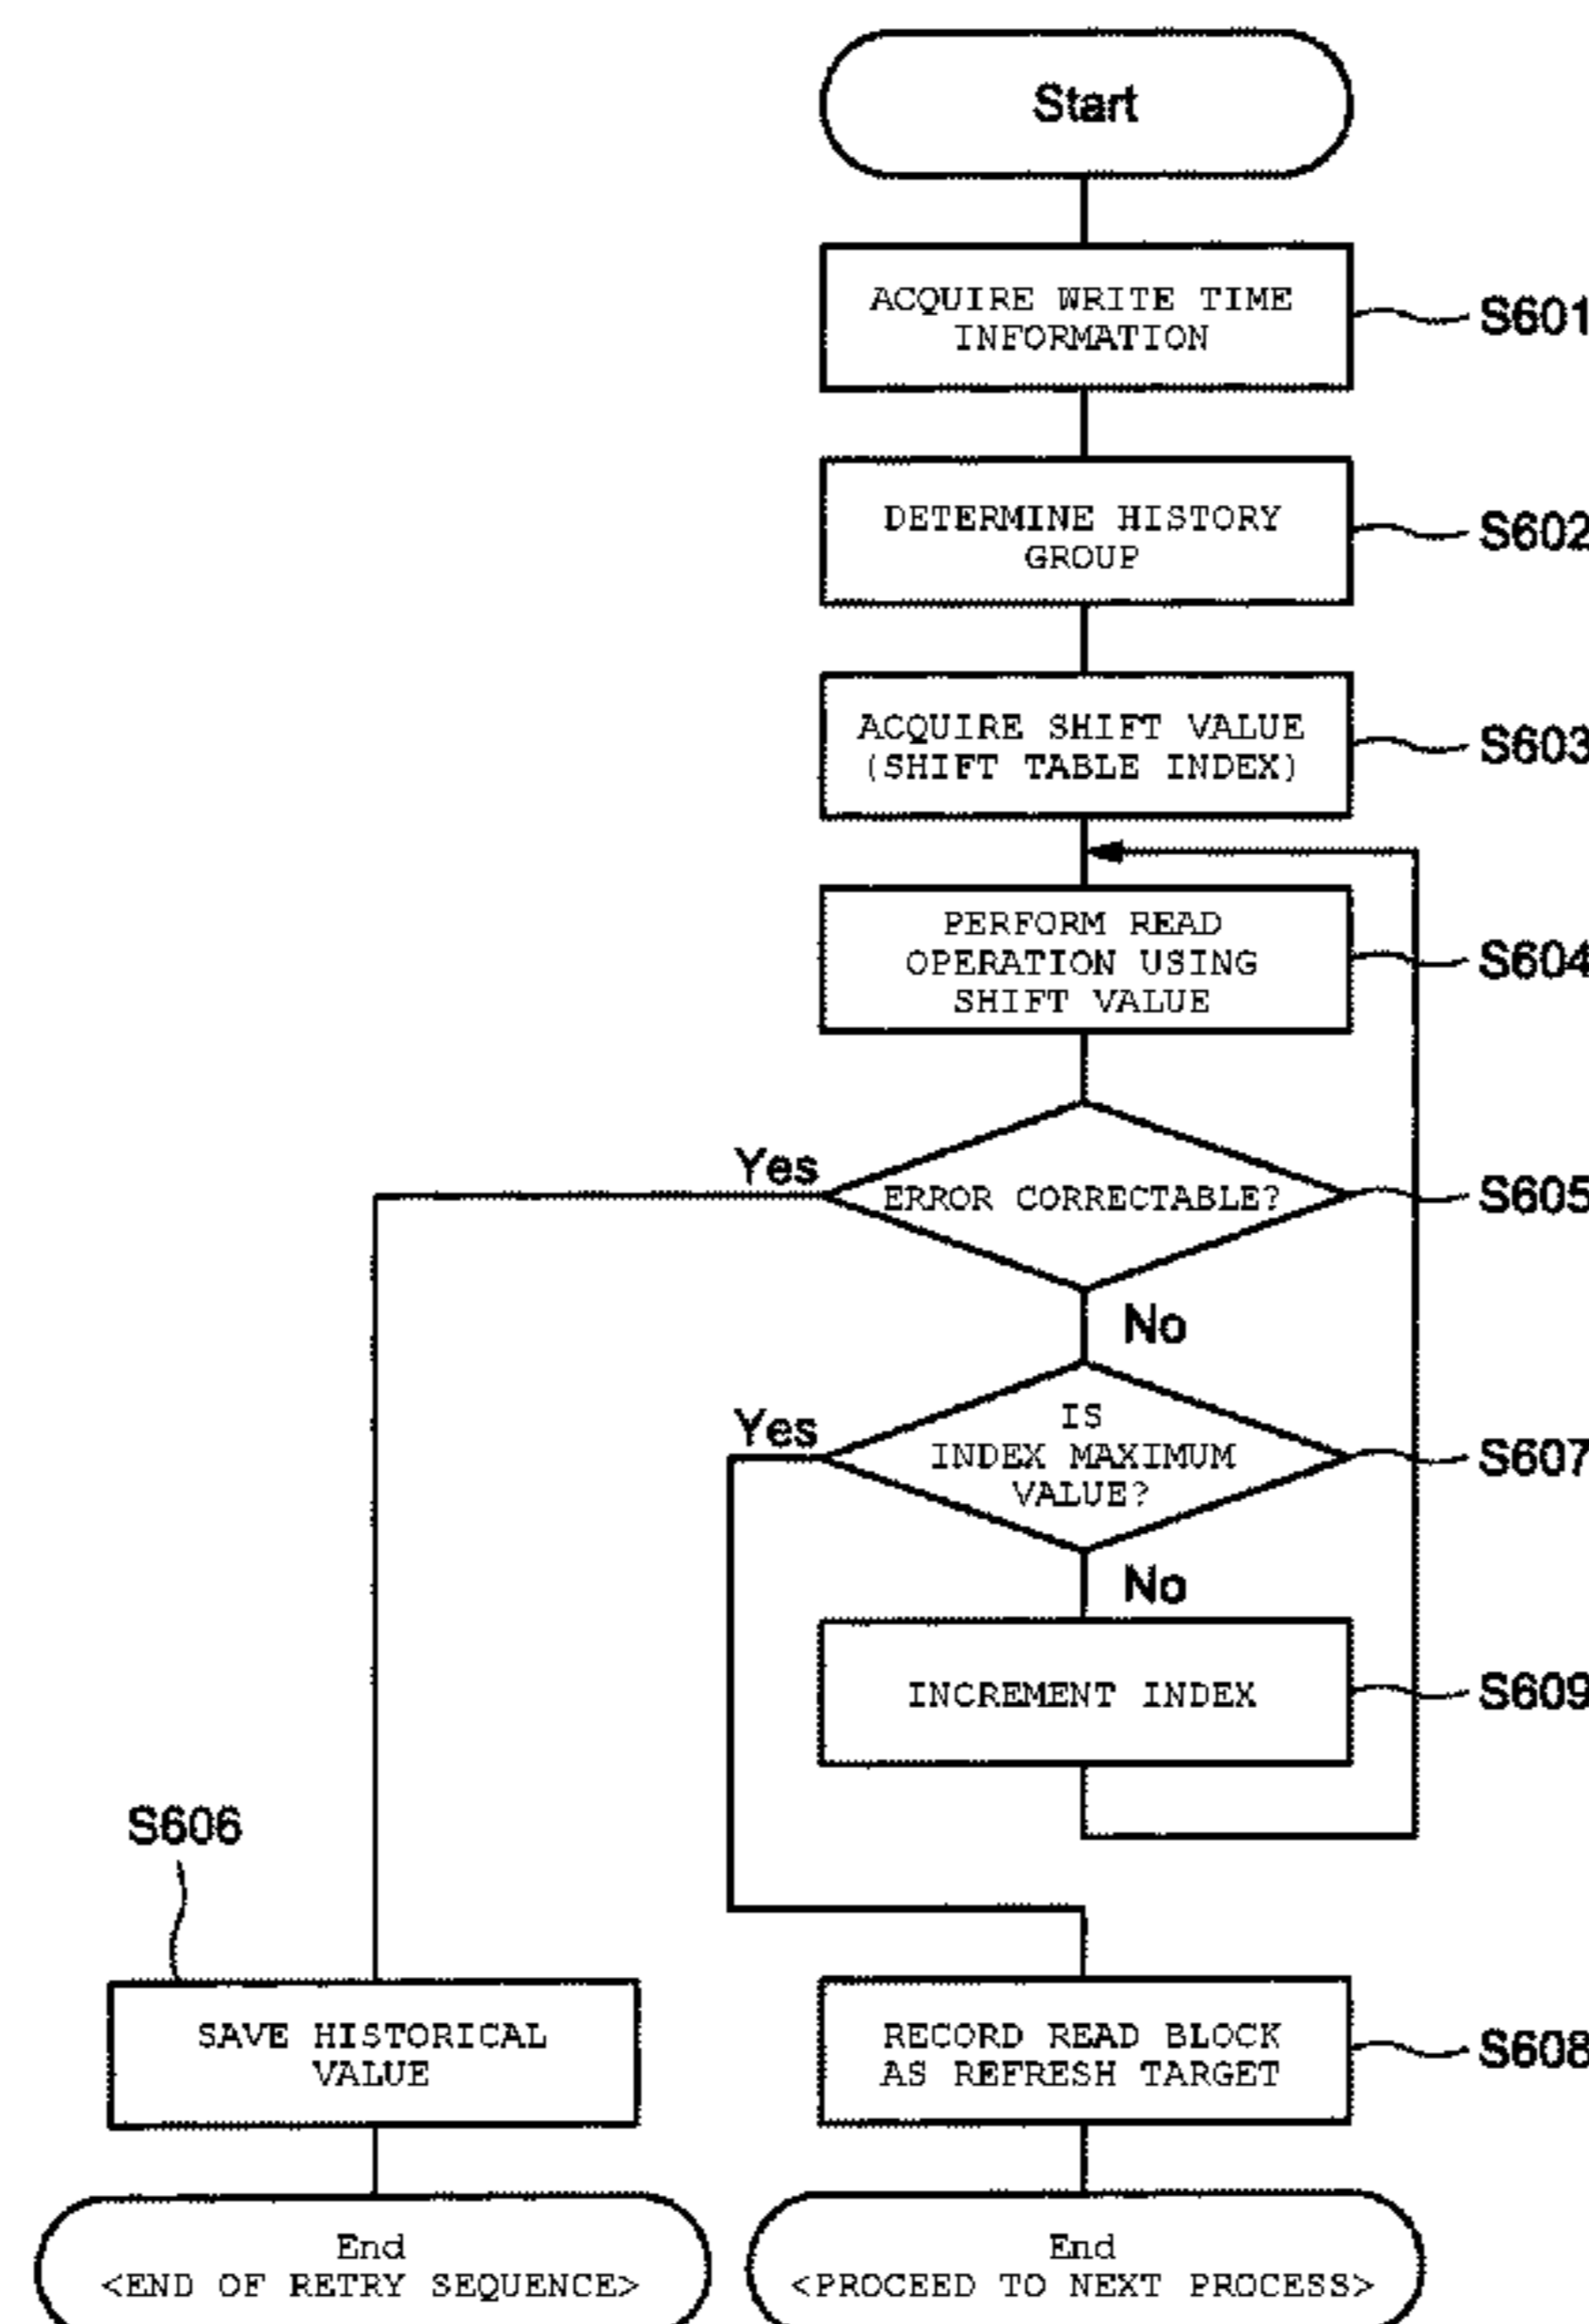 Start
ACQUIRE WRITE TIME
INFORMATION
S601
DETERMINE HISTORY
GROUP
S602
ACQUIRE SHIFT VALUE
(SHIFT TABLE INDEX)
S603
PERFORM READ
OPERATION USING
SHIFT VALUE
S604
Yes
ERROR CORRECTABLE?
S605
No
Yes
IS
INDEX MAXIMUM
VALUE?
S607
No
INCREMENT INDEX
S609
S606
SAVE HISTORICAL
VALUE
RECORD READ BLOCK
AS REFRESH TARGET
S608
End
<END OF RETRY SEQUENCE>
End
<PROCEED TO NEXT PROCESS>